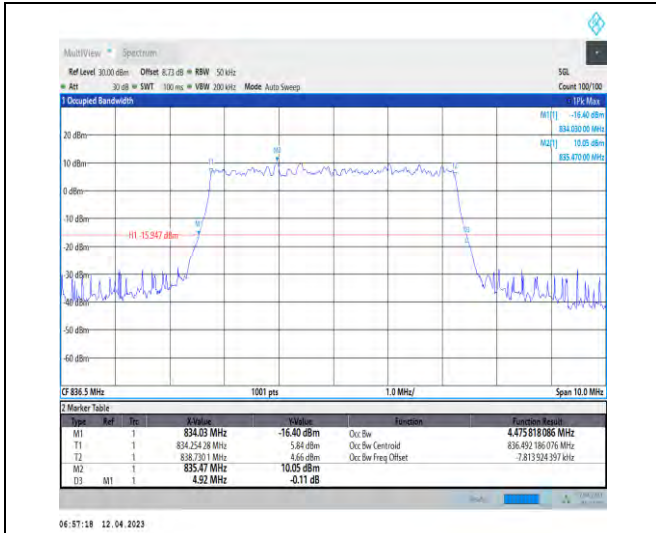 MultiView Spectrum
Ref Level 30.00 dBm Offset 8.73 dB RBW 50 kHz SGL
Att 30 dB SWT 100 ms VBW 200 kHz Mode Auto Sweep Count 100/100
1 Occupied Bandwidth 1Pk Max
M1[1] -16.40 dBm
834.030 00 MHz
M2[1] 10.05 dBm
835.470 00 MHz
20 dBm
10 dBm
0 dBm
-10 dBm
H1 -15.947 dBm
-30 dBm
-40 dBm
-50 dBm
-60 dBm
M2
T1
T2
M1
D3
CF 836.5 MHz 1001 pts 1.0 MHz/ Span 10.0 MHz
2 Marker Table
Type Ref Trc X-Value Y-Value Function Function Result
M1 1 834.03 MHz -16.40 dBm Occ Bw 4.475 818 086 MHz
T1 1 834.254 28 MHz 5.84 dBm Occ Bw Centroid 836.492 186 076 MHz
T2 1 838.730 1 MHz 4.66 dBm Occ Bw Freq Offset -7.813 924 397 kHz
M2 1 835.47 MHz 10.05 dBm
D3 M1 1 4.92 MHz -0.11 dB
06:57:18 12.04.2023